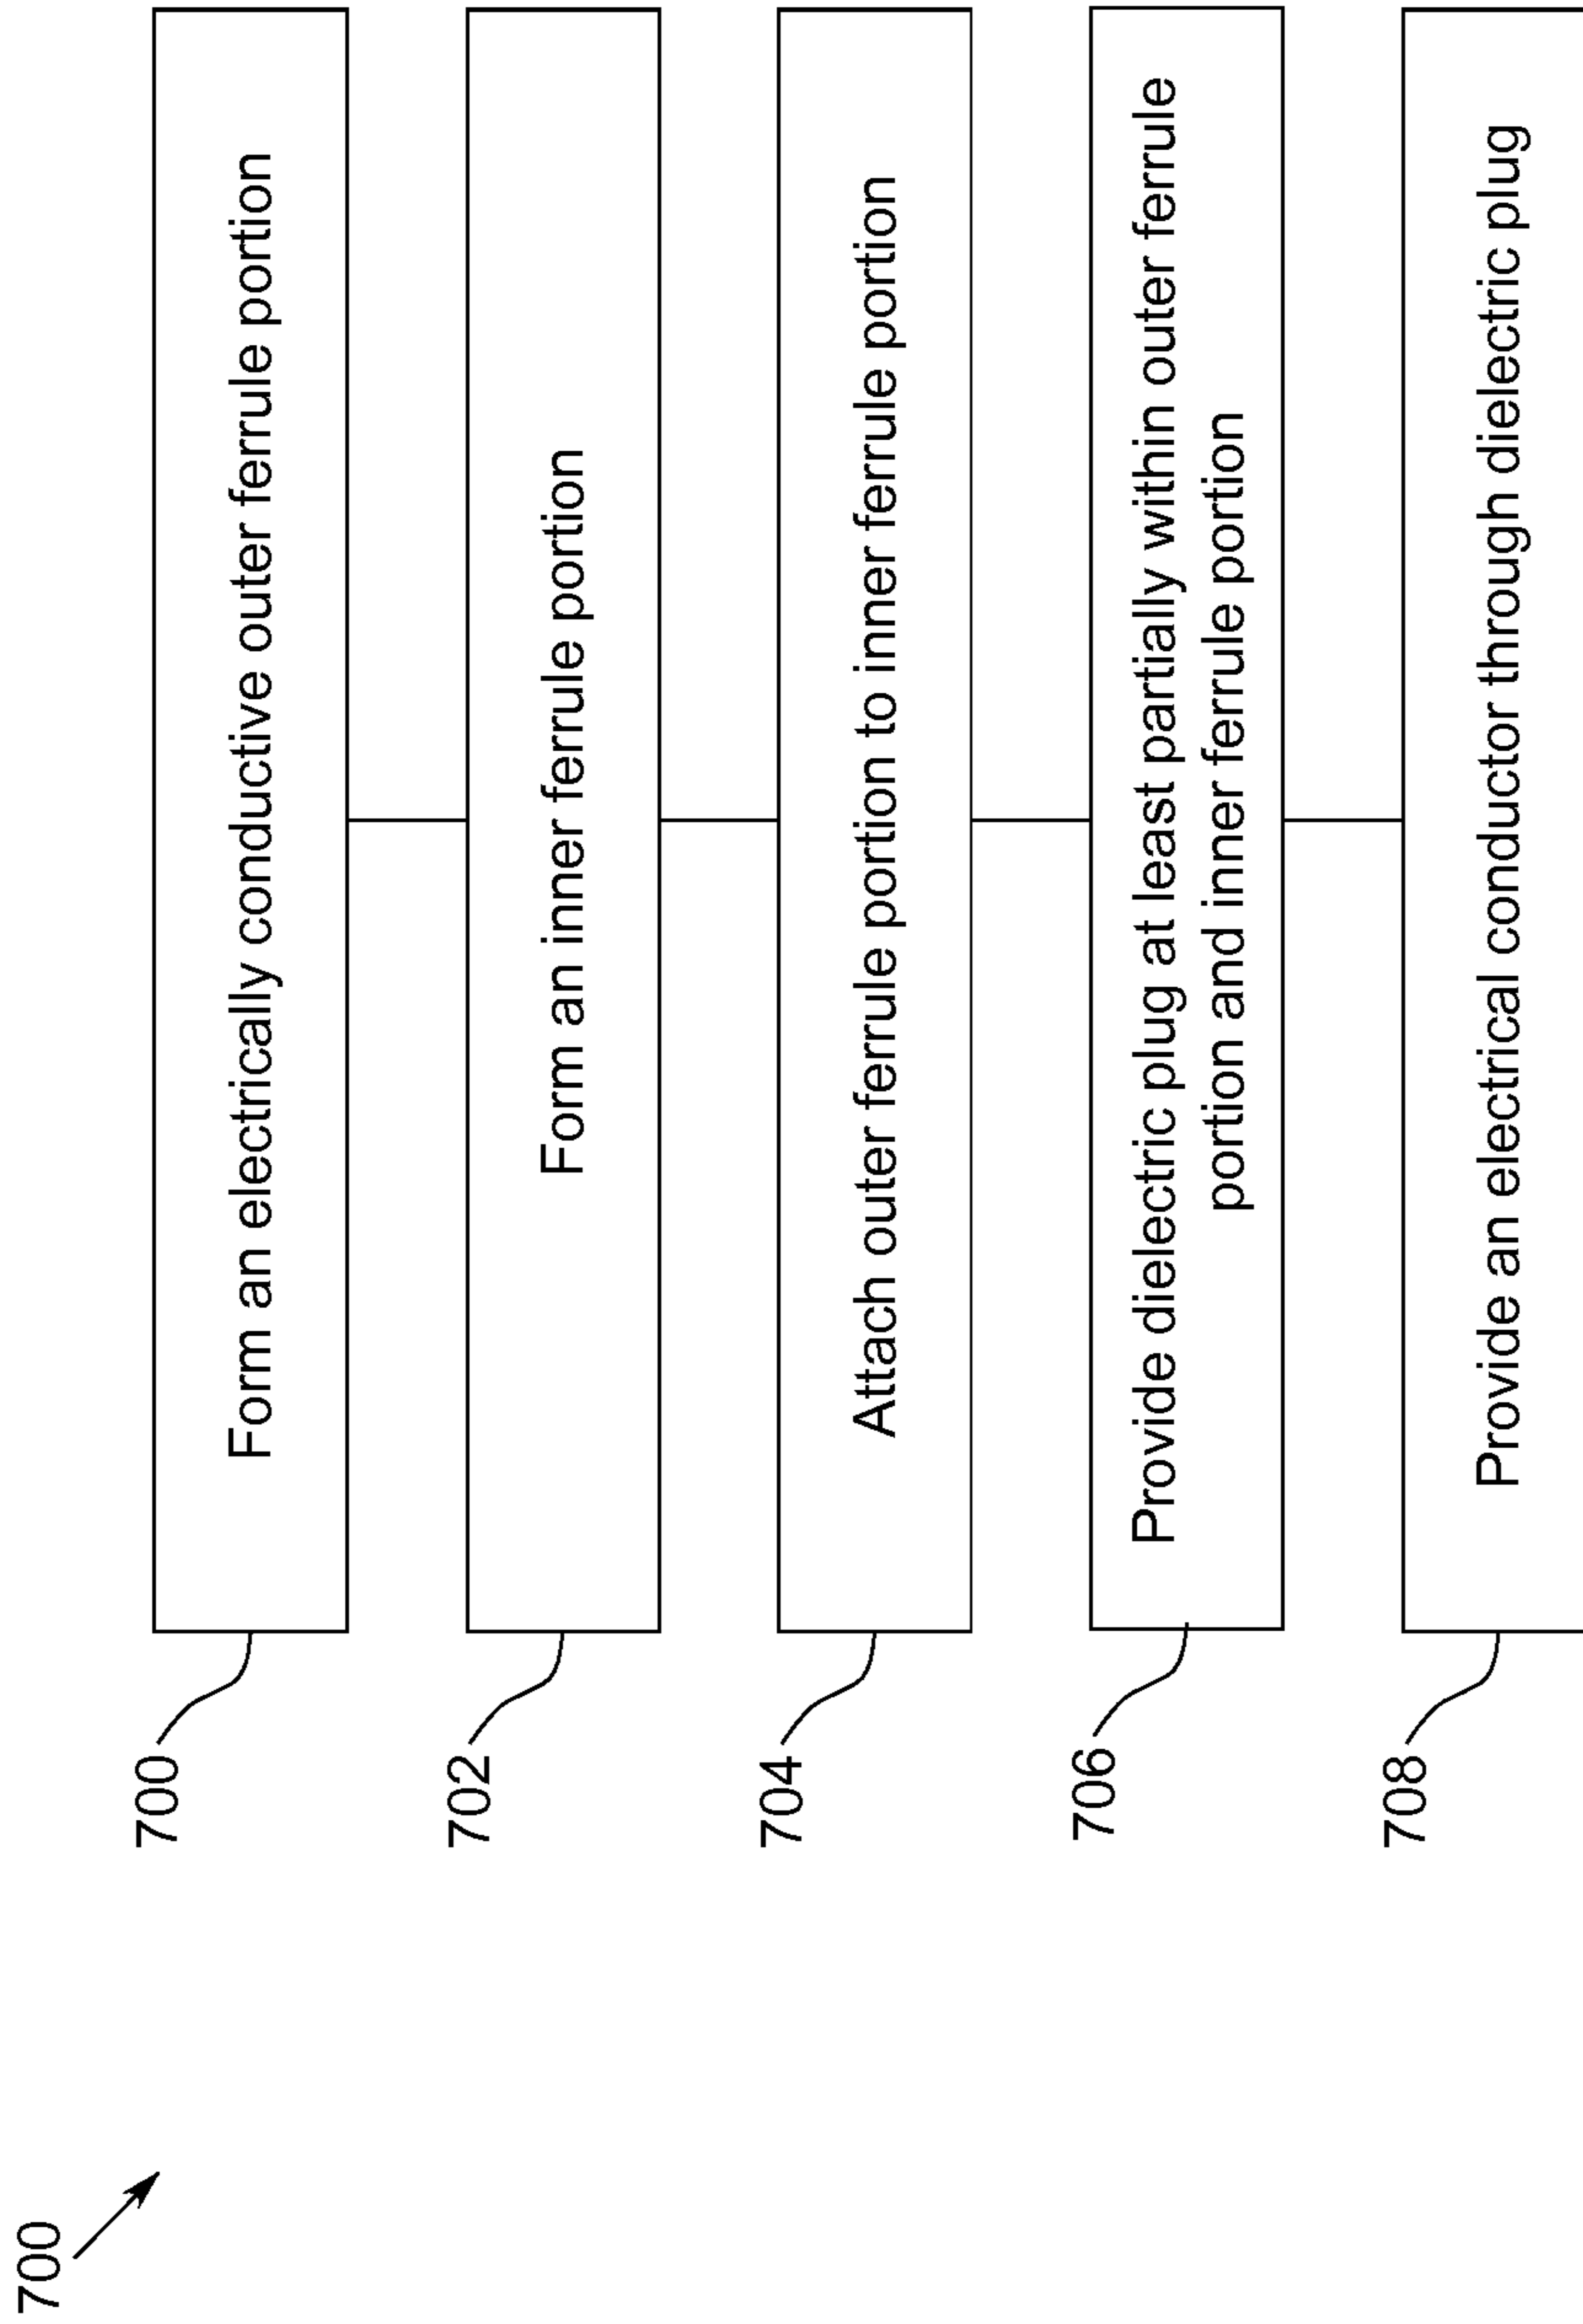 700
700
Form an electrically conductive outer ferrule portion
702
Form an inner ferrule portion
704
Attach outer ferrule portion to inner ferrule portion
706
Provide dielectric plug at least partially within outer ferrule
portion and inner ferrule portion
708
Provide an electrical conductor through dielectric plug